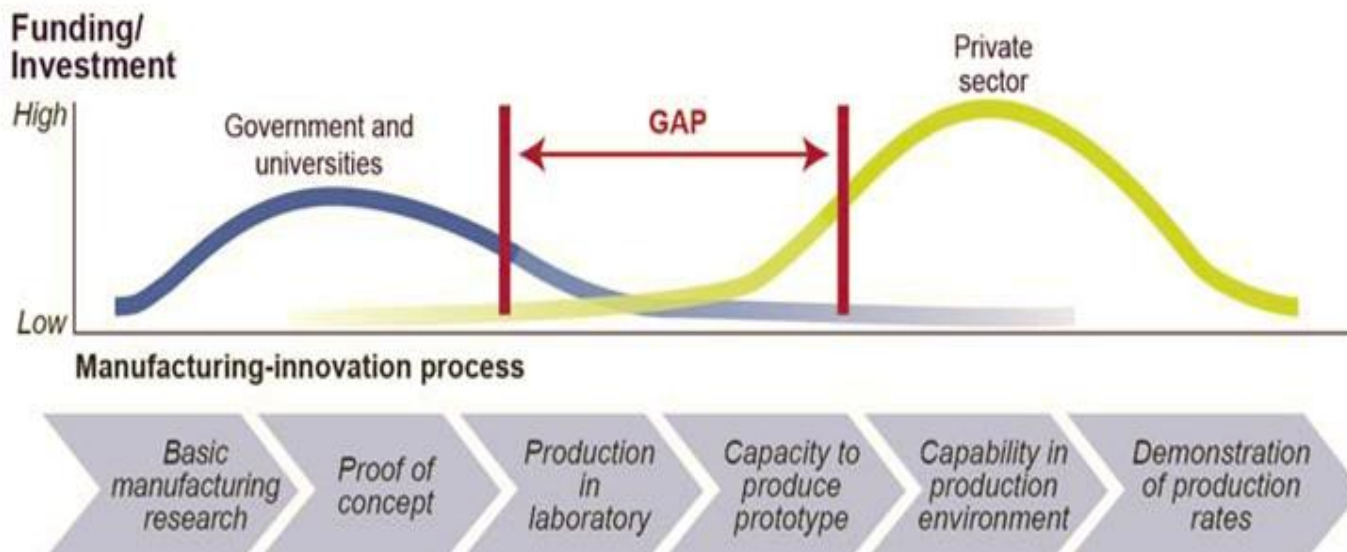 Funding/
Investment
High
Low
Government and
universities
GAP
Private
sector
Manufacturing-innovation process
Basic
manufacturing
research
Proof of
concept
Production
in
laboratory
Capacity to
produce
prototype
Capability in
production
environment
Demonstration
of production
rates